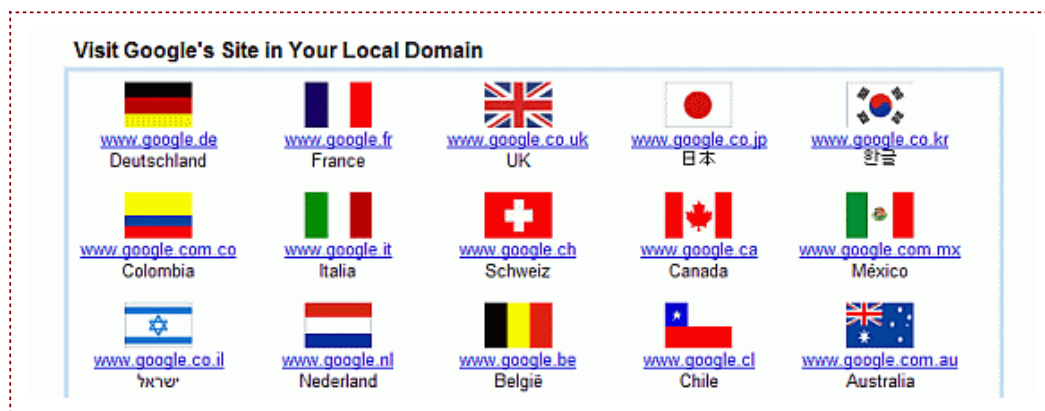 Visit Google's Site in Your Local Domain
www.google.de www.google.fr www.google.co.uk www.google.co.jp www.google.co.kr
Deutschland France UK 日本 한글
www.google.com.co www.google.it www.google.ch www.google.ca www.google.com.mx
Colombia Italia Schweiz Canada México
www.google.co.il www.google.nl www.google.be www.google.cl www.google.com.au
ישראל Nederland België Chile Australia